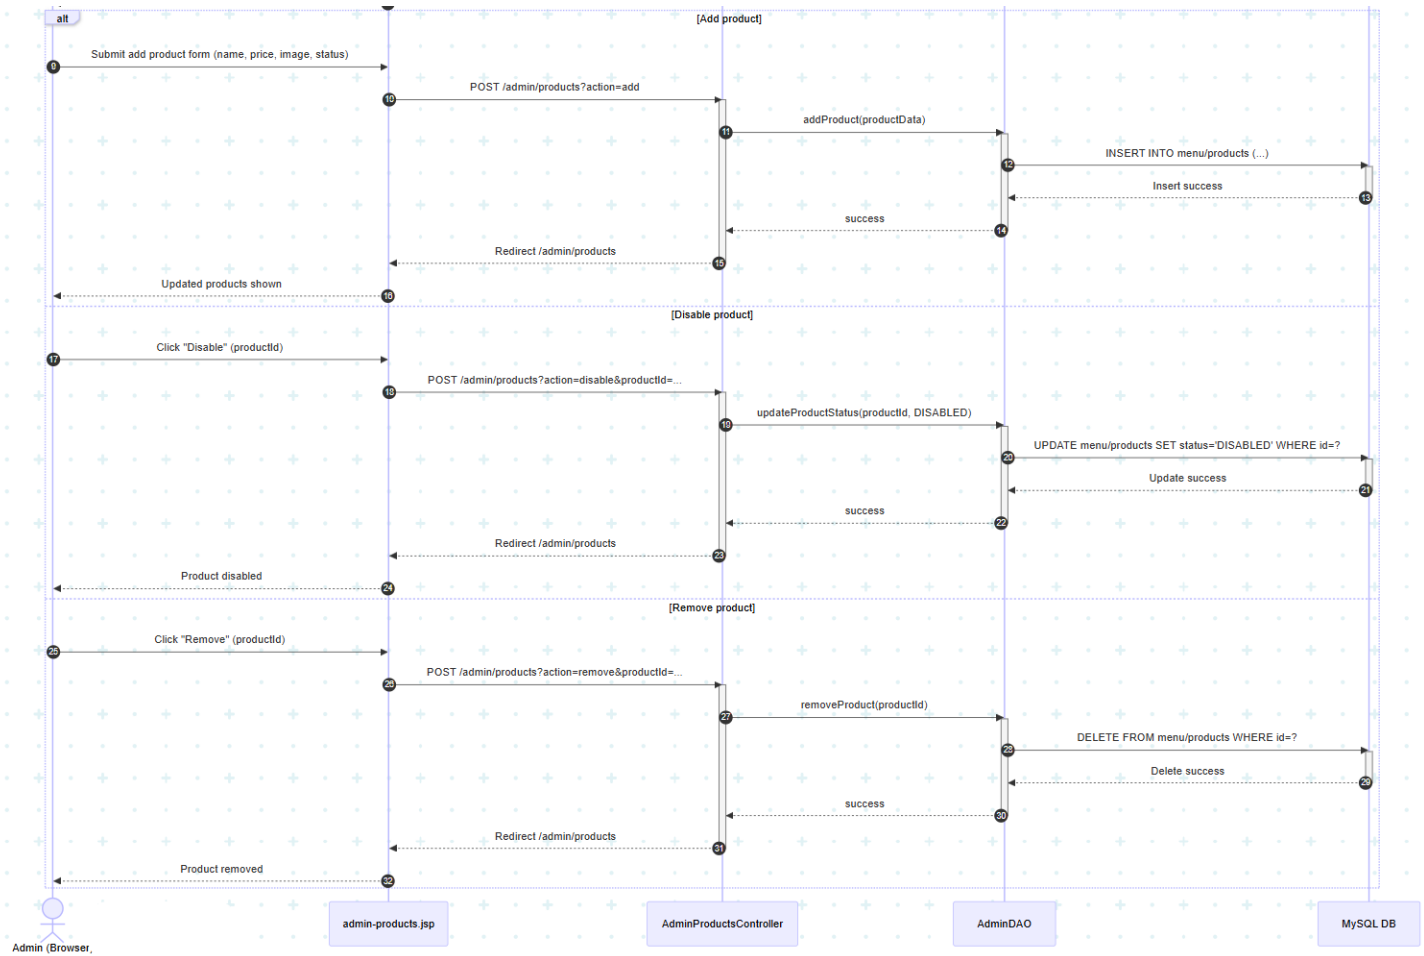 alt
[Add product]
Submit add product form (name, price, image, status)
9
POST /admin/products?action=add
10
addProduct(productData)
11
INSERT INTO menu/products (...)
12
Insert success
13
success
14
Redirect /admin/products
15
Updated products shown
16
[Disable product]
Click "Disable" (productId)
17
POST /admin/products?action=disable&productId=...
18
updateProductStatus(productId, DISABLED)
19
UPDATE menu/products SET status='DISABLED' WHERE id=?
20
Update success
21
success
22
Redirect /admin/products
23
Product disabled
24
[Remove product]
Click "Remove" (productId)
25
POST /admin/products?action=remove&productId=...
26
removeProduct(productId)
27
DELETE FROM menu/products WHERE id=?
28
Delete success
29
success
30
Redirect /admin/products
31
Product removed
32
admin-products.jsp
AdminProductsController
AdminDAO
MySQL DB
Admin (Browser,